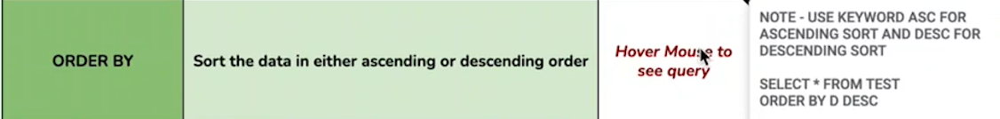 ORDER BY
Sort the data in either ascending or descending order
Hover Mouse to
see query
NOTE - USE KEYWORD ASC FOR
ASCENDING SORT AND DESC FOR
DESCENDING SORT
SELECT * FROM TEST
ORDER BY D DESC